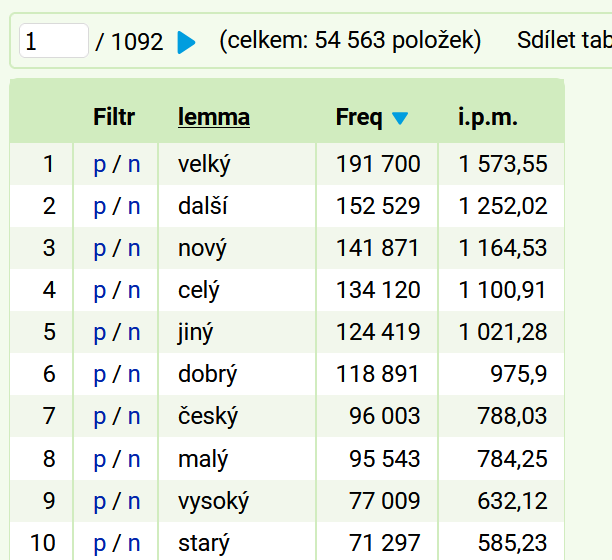 1 / 1092 (celkem: 54 563 položek) Sdílet tab
Filtr lemma Freq i.p.m.
1 p / n velký 191 700 1 573,55
2 p / n další 152 529 1 252,02
3 p / n nový 141 871 1 164,53
4 p / n celý 134 120 1 100,91
5 p / n jiný 124 419 1 021,28
6 p / n dobrý 118 891 975,9
7 p / n český 96 003 788,03
8 p / n malý 95 543 784,25
9 p / n vysoký 77 009 632,12
10 p / n starý 71 297 585,23